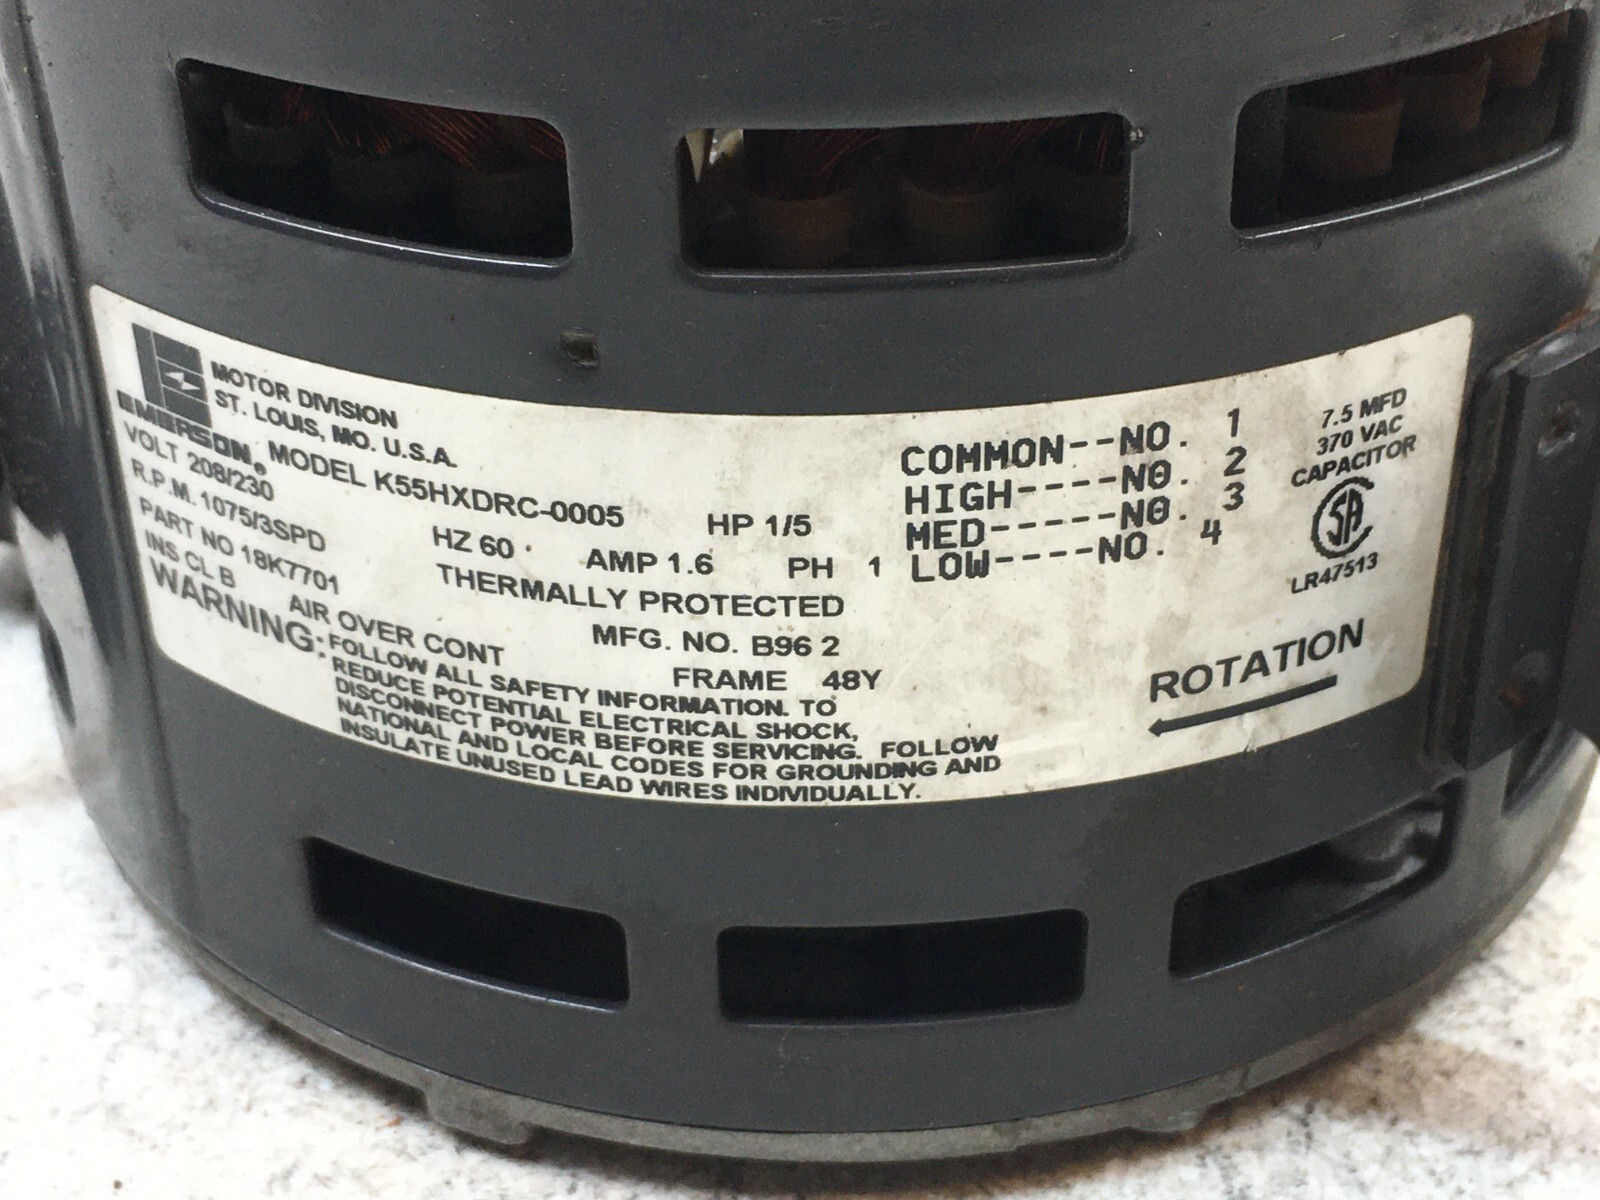 EMERSON®
MOTOR DIVISION
ST. LOUIS, MO. U.S.A.
MODEL K55HXDRC-0005
VOLT 208/230 HP 1/5
R.P.M. 1075/3SPD HZ 60 AMP 1.6 PH 1
PART NO 18K7701 THERMALLY PROTECTED
INS CL B AIR OVER CONT MFG. NO. B96 2
FRAME 48Y
WARNING: FOLLOW ALL SAFETY INFORMATION. TO
REDUCE POTENTIAL ELECTRICAL SHOCK,
DISCONNECT POWER BEFORE SERVICING. FOLLOW
NATIONAL AND LOCAL CODES FOR GROUNDING AND
INSULATE UNUSED LEAD WIRES INDIVIDUALLY.
COMMON--NO. 1
HIGH----NO. 2
MED-----NO. 3
LOW----NO. 4
7.5 MFD
370 VAC
CAPACITOR
SA
LR47513
ROTATION